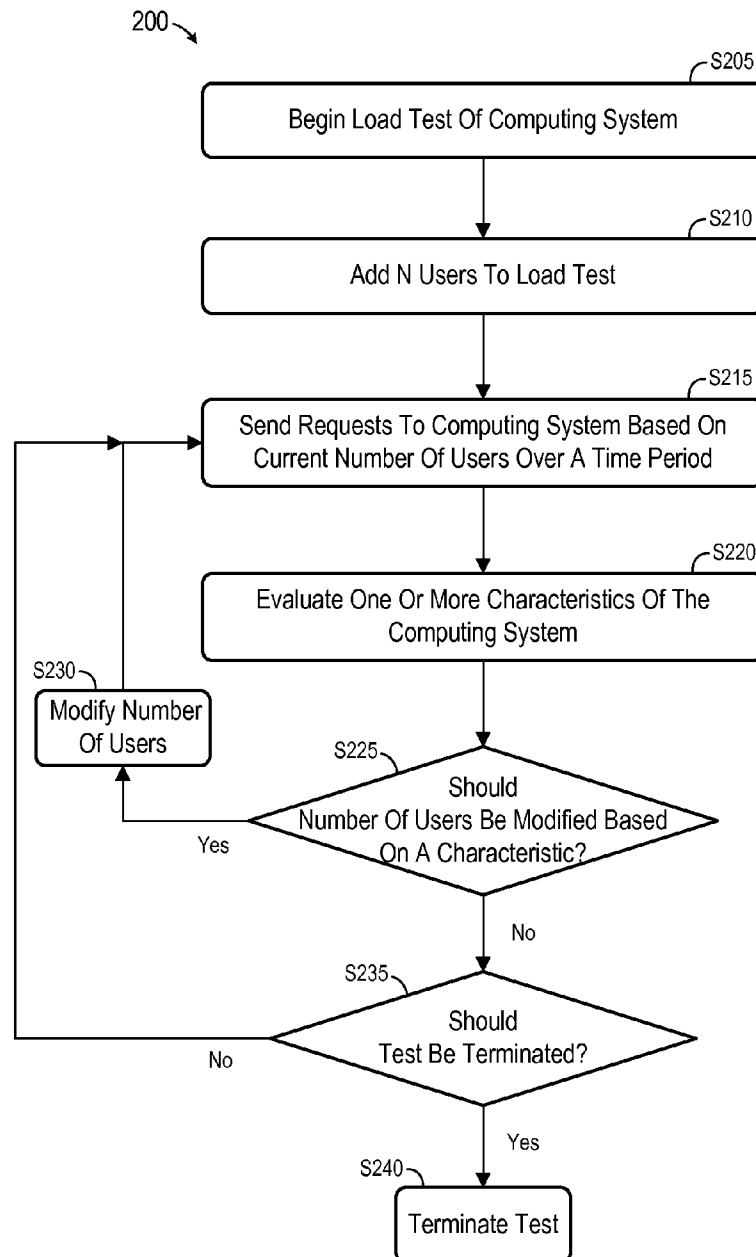 200
S205
Begin Load Test Of Computing System
S210
Add N Users To Load Test
S215
Send Requests To Computing System Based On
Current Number Of Users Over A Time Period
S220
Evaluate One Or More Characteristics Of The
Computing System
S230
Modify Number
Of Users
S225
Should
Number Of Users Be Modified Based
On A Characteristic?
Yes
No
S235
Should
Test Be Terminated?
No
Yes
S240
Terminate Test